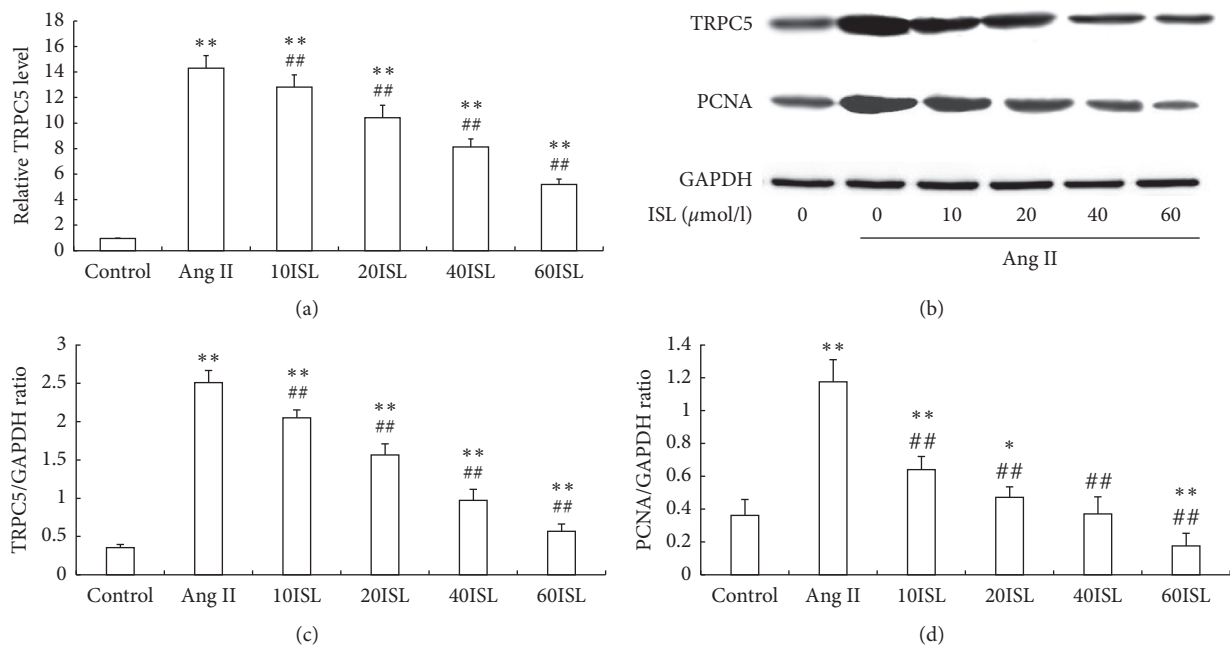 Relative TRPC5 level
18
16
14
12
10
8
6
4
2
0
** ** ** ** **
## ## ## ##
Control Ang II 10ISL 20ISL 40ISL 60ISL
(a)
TRPC5
PCNA
GAPDH
ISL (µmol/l) 0 0 10 20 40 60
Ang II
(b)
TRPC5/GAPDH ratio
3
2.5
2
1.5
1
0.5
0
** ** ** ** **
## ## ## ##
Control Ang II 10ISL 20ISL 40ISL 60ISL
(c)
PCNA/GAPDH ratio
1.4
1.2
1
0.8
0.6
0.4
0.2
0
** ** * **
## ## ## ##
Control Ang II 10ISL 20ISL 40ISL 60ISL
(d)